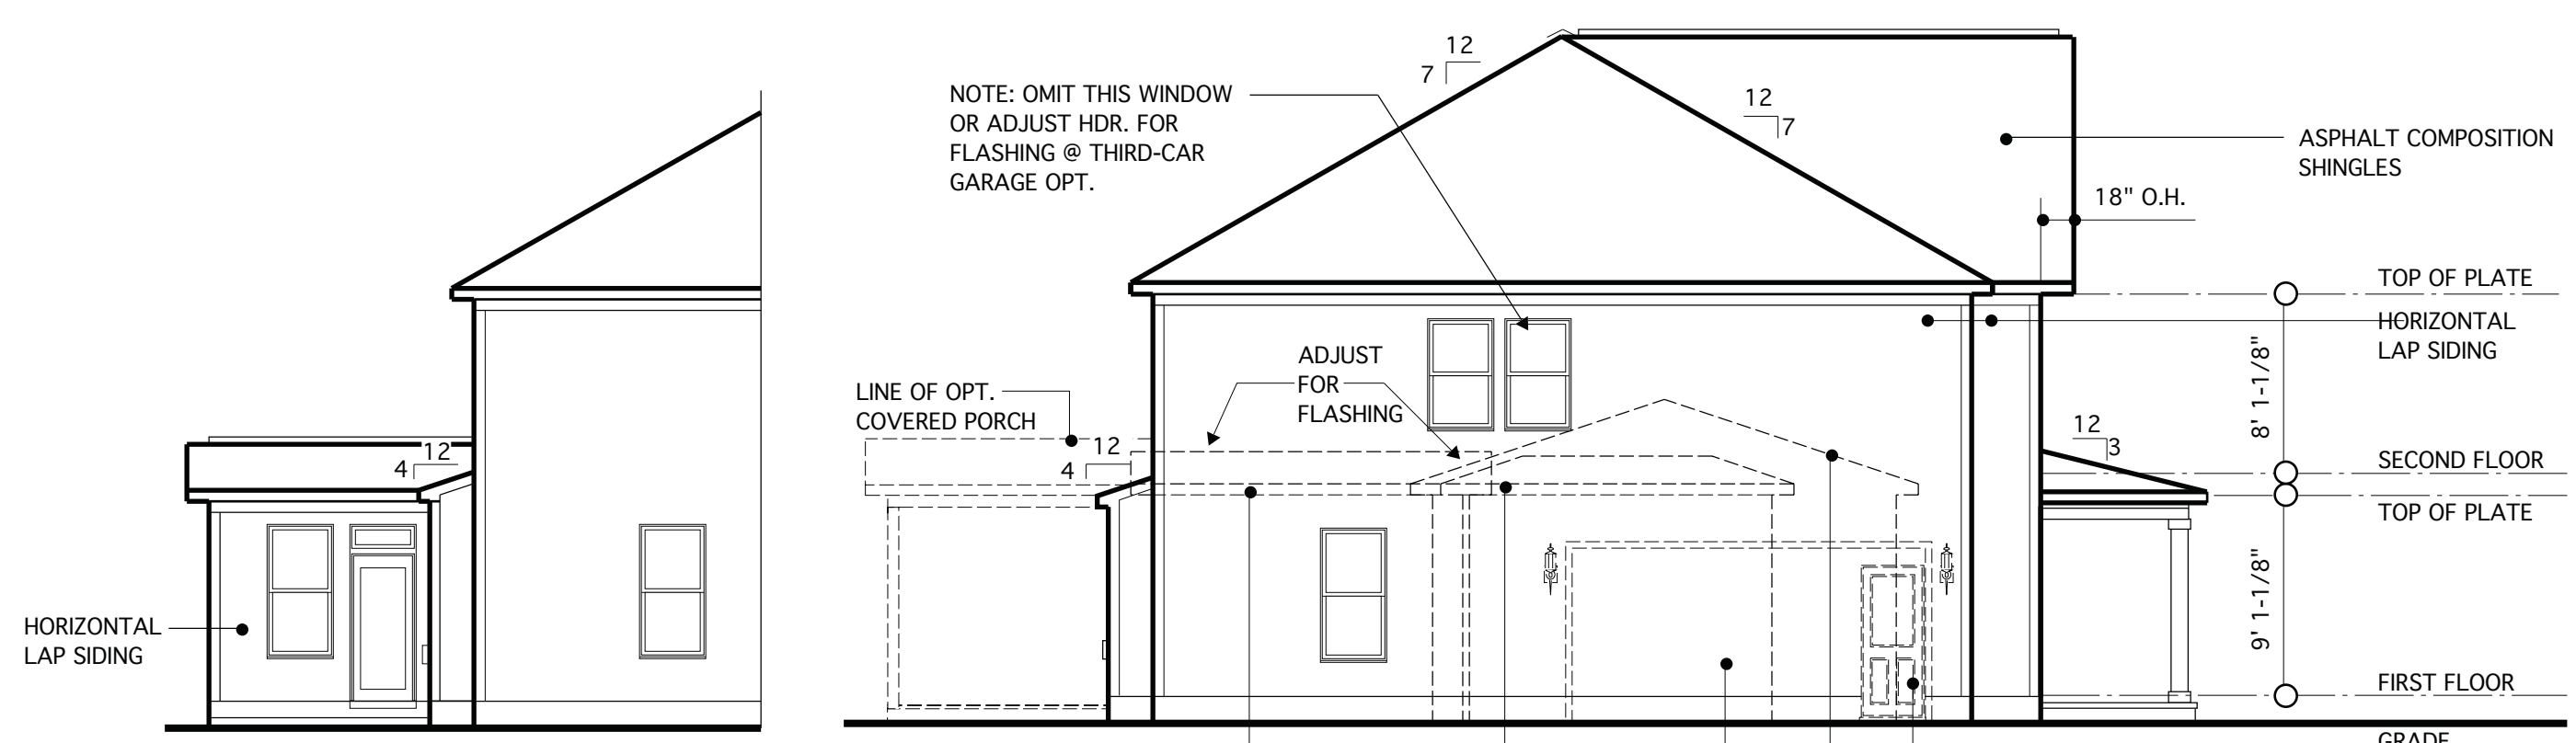 12
4
HORIZONTAL
LAP SIDING
NOTE: OMIT THIS WINDOW
OR ADJUST HDR. FOR
FLASHING @ THIRD-CAR
GARAGE OPT.
12
7
12
7
ASPHALT COMPOSITION
SHINGLES
18" O.H.
TOP OF PLATE
HORIZONTAL
LAP SIDING
ADJUST
FOR
FLASHING
LINE OF OPT.
COVERED PORCH
12
4
8' 1-1/8"
12
3
SECOND FLOOR
TOP OF PLATE
9' 1-1/8"
FIRST FLOOR
GRADE